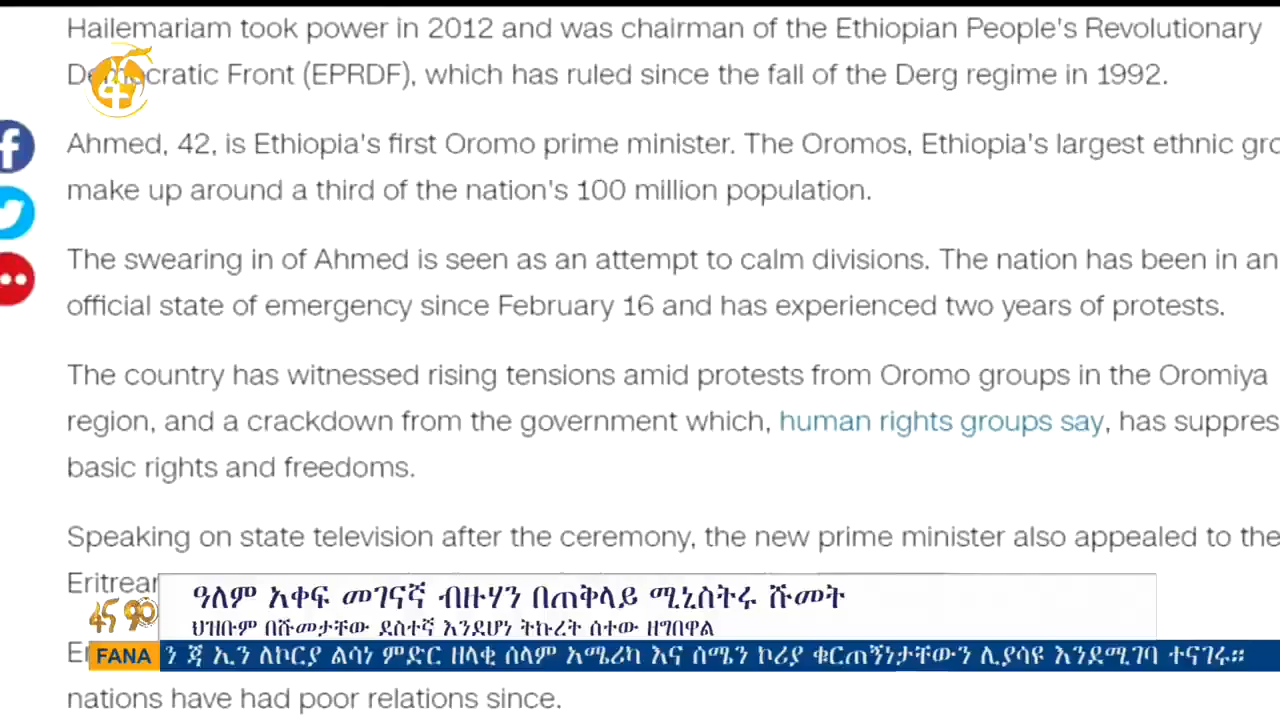 Hailemariam took power in 2012 and was chairman of the Ethiopian People's Revolutionary
Democratic Front (EPRDF), which has ruled since the fall of the Derg regime in 1992.
Ahmed, 42, is Ethiopia's first Oromo prime minister. The Oromos, Ethiopia's largest ethnic gro
make up around a third of the nation's 100 million population.
The swearing in of Ahmed is seen as an attempt to calm divisions. The nation has been in an
official state of emergency since February 16 and has experienced two years of protests.
The country has witnessed rising tensions amid protests from Oromo groups in the Oromiya
region, and a crackdown from the government which, human rights groups say, has suppres
basic rights and freedoms.
Speaking on state television after the ceremony, the new prime minister also appealed to the
Eritrear
ዓለም አቀፍ መገናኛ ብዙሃን በጠቅላይ ሚኒስትሩ ሹመት
ህዝቡም በሹመታቸው ደስተኛ እንደሆነ ትኩረት ሰተው ዘግበዋል
FANA ን ጃ ኢን ለኮርያ ልሳነ ምድር ዘላቂ ሰላም አሜሪካ እና ሰሜን ኮሪያ ቁርጠኝነታቸውን ሊያሳዩ እንደሚገባ ተናገሩ።
nations have had poor relations since.